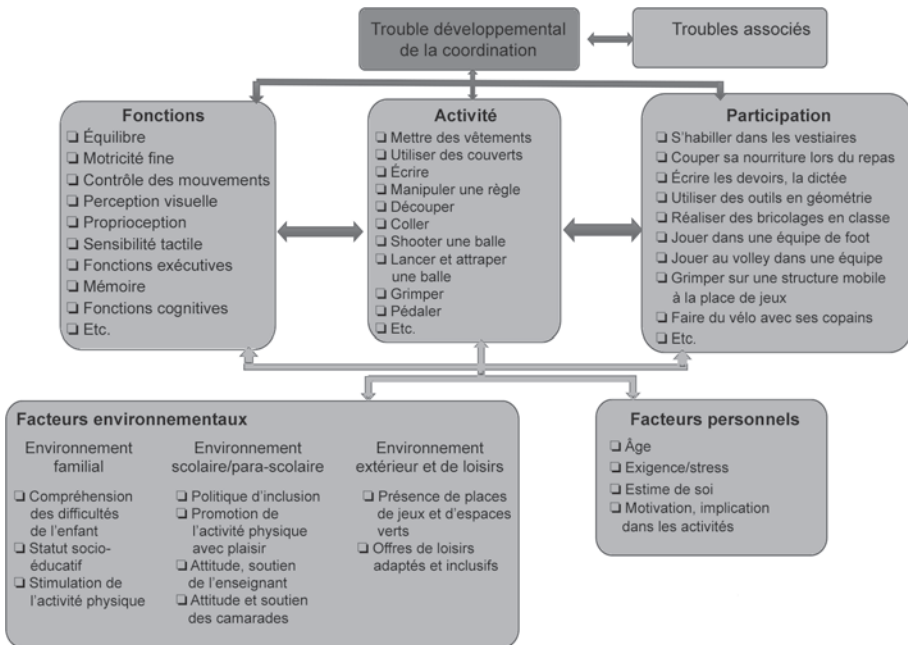 Trouble développemental
de la coordination
Troubles associés
Fonctions
❑ Équilibre
❑ Motricité fine
❑ Contrôle des mouvements
❑ Perception visuelle
❑ Proprioception
❑ Sensibilité tactile
❑ Fonctions exécutives
❑ Mémoire
❑ Fonctions cognitives
❑ Etc.
Activité
❑ Mettre des vêtements
❑ Utiliser des couverts
❑ Écrire
❑ Manipuler une règle
❑ Découper
❑ Coller
❑ Shooter une balle
❑ Lancer et attraper
une balle
❑ Grimper
❑ Pédaler
❑ Etc.
Participation
❑ S’habiller dans les vestiaires
❑ Couper sa nourriture lors du repas
❑ Écrire les devoirs, la dictée
❑ Utiliser des outils en géométrie
❑ Réaliser des bricolages en classe
❑ Jouer dans une équipe de foot
❑ Jouer au volley dans une équipe
❑ Grimper sur une structure mobile
à la place de jeux
❑ Faire du vélo avec ses copains
❑ Etc.
Facteurs environnementaux
Environnement
familial
❑ Compréhension
des difficultés
de l’enfant
❑ Statut socio-
éducatif
❑ Stimulation de
l’activité physique
Environnement
scolaire/para-scolaire
❑ Politique d’inclusion
❑ Promotion de
l’activité physique
avec plaisir
❑ Attitude, soutien
de l’enseignant
❑ Attitude et soutien
des camarades
Environnement
extérieur et de loisirs
❑ Présence de places
de jeux et d’espaces
verts
❑ Offres de loisirs
adaptés et inclusifs
Facteurs personnels
❑ Âge
❑ Exigence/stress
❑ Estime de soi
❑ Motivation, implication
dans les activités